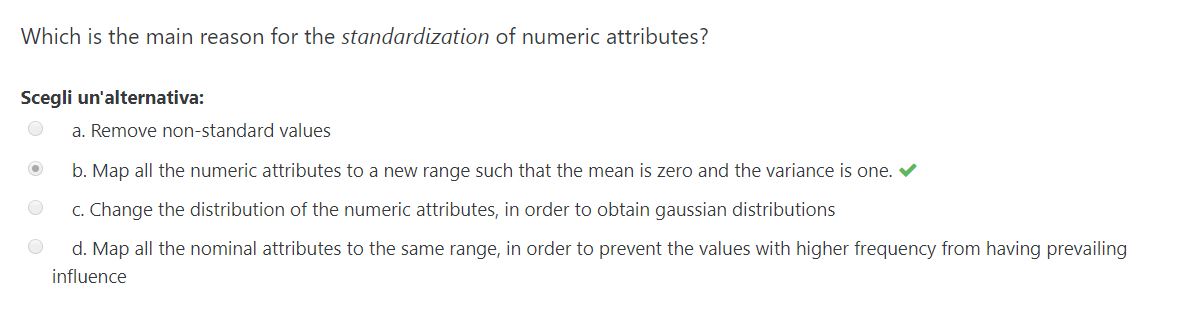 Which is the main reason for the standardization of numeric attributes?
Scegli un'alternativa:
a. Remove non-standard values
b. Map all the numeric attributes to a new range such that the mean is zero and the variance is one.
c. Change the distribution of the numeric attributes, in order to obtain gaussian distributions
d. Map all the nominal attributes to the same range, in order to prevent the values with higher frequency from having prevailing
influence